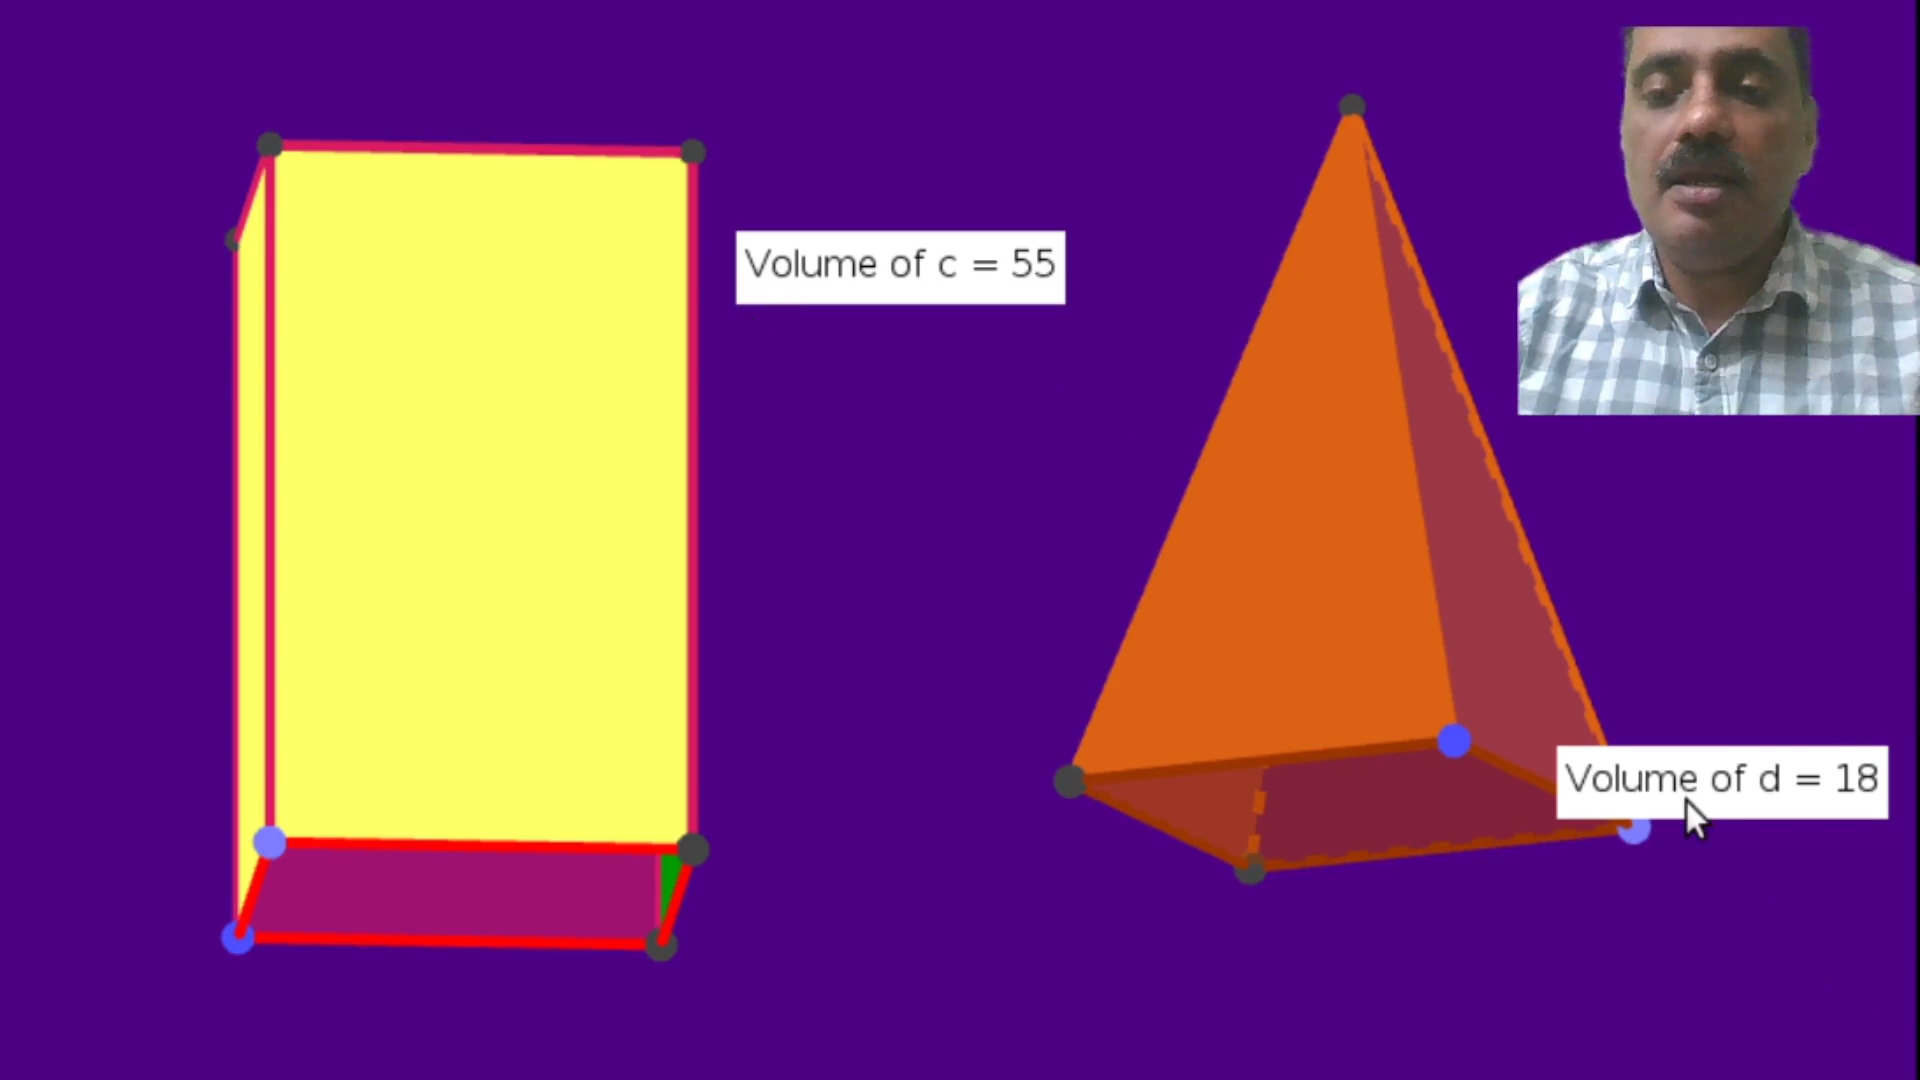 Volume of c = 55
Volume of d = 18